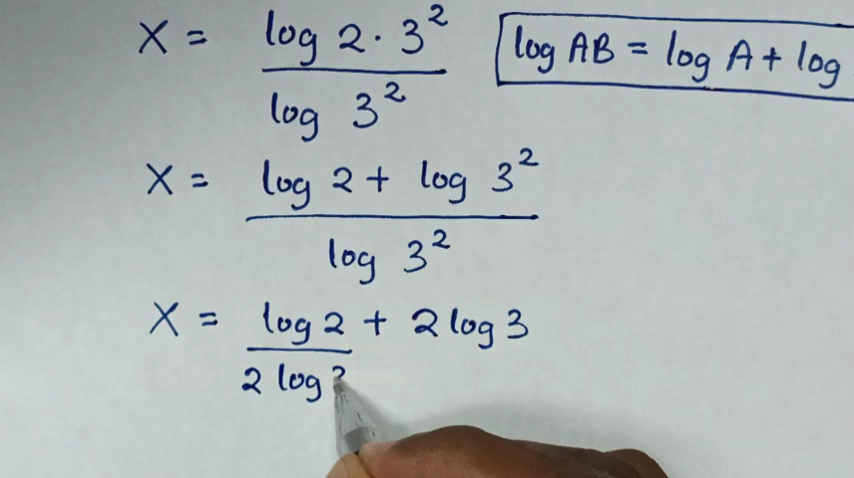 X = log 2 · 3²
log 3²
log AB = log A + log
X = log 2 + log 3²
log 3²
X = log 2 + 2 log 3
2 log 3